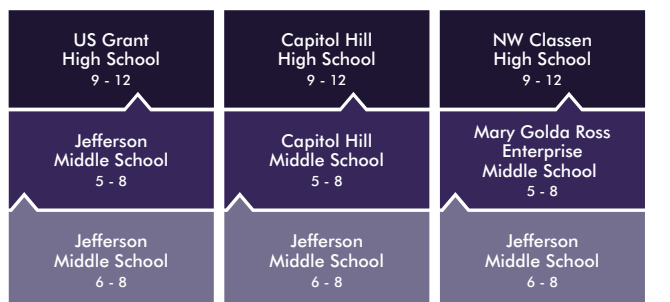 US Grant
High School
9 - 12
Jefferson
Middle School
5 - 8
Jefferson
Middle School
6 - 8
Capitol Hill
High School
9 - 12
Capitol Hill
Middle School
5 - 8
Jefferson
Middle School
6 - 8
NW Classen
High School
9 - 12
Mary Golda Ross
Enterprise
Middle School
5 - 8
Jefferson
Middle School
6 - 8